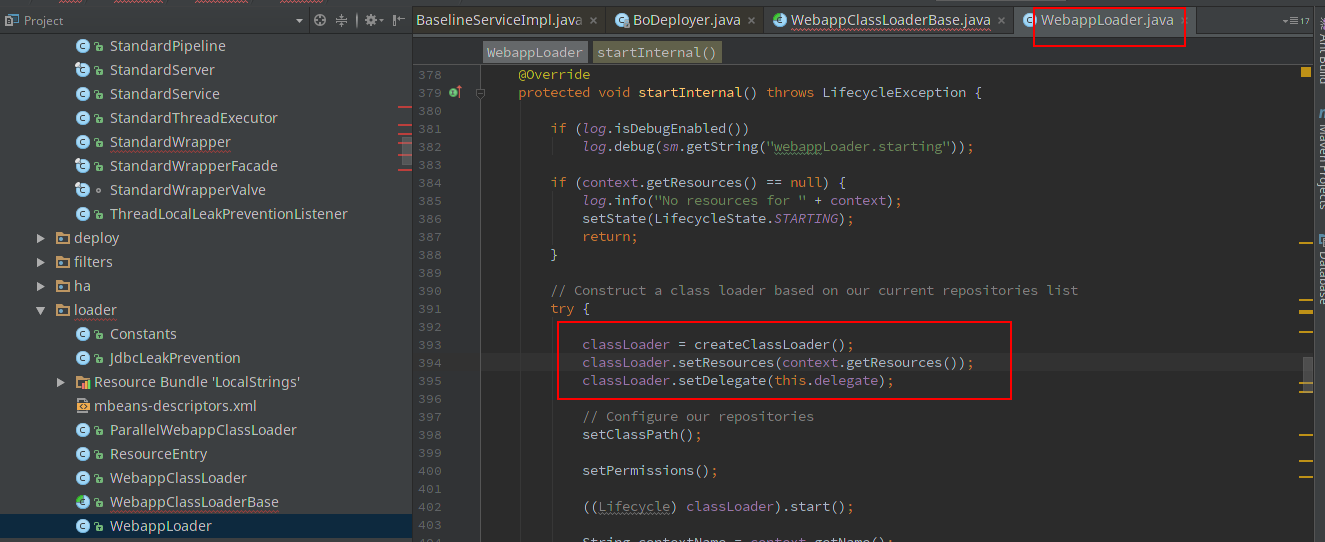 Project
StandardPipeline
StandardServer
StandardService
StandardThreadExecutor
StandardWrapper
StandardWrapperFacade
StandardWrapperValve
ThreadLocalLeakPreventionListener
deploy
filters
ha
loader
Constants
JdbcLeakPrevention
Resource Bundle 'LocalStrings'
mbeans-descriptors.xml
ParallelWebappClassLoader
ResourceEntry
WebappClassLoader
WebappClassLoaderBase
WebappLoader
BaselineServiceImpl.java × BoDeployer.java × WebappClassLoaderBase.java × WebappLoader.java × 17
WebappLoader startInternal()
378 @Override
379 protected void startInternal() throws LifecycleException {
380
381 if (log.isDebugEnabled())
382 log.debug(sm.getString("webappLoader.starting"));
383
384 if (context.getResources() == null) {
385 log.info("No resources for " + context);
386 setState(LifecycleState.STARTING);
387 return;
388 }
389
390 // Construct a class loader based on our current repositories list
391 try {
392
393 classLoader = createClassLoader();
394 classLoader.setResources(context.getResources());
395 classLoader.setDelegate(this.delegate);
396
397 // Configure our repositories
398 setClassPath();
399
400 setPermissions();
401
402 ((Lifecycle) classLoader).start();
403
String contextName = context.getName();
Ant Build
Maven Projects
Database